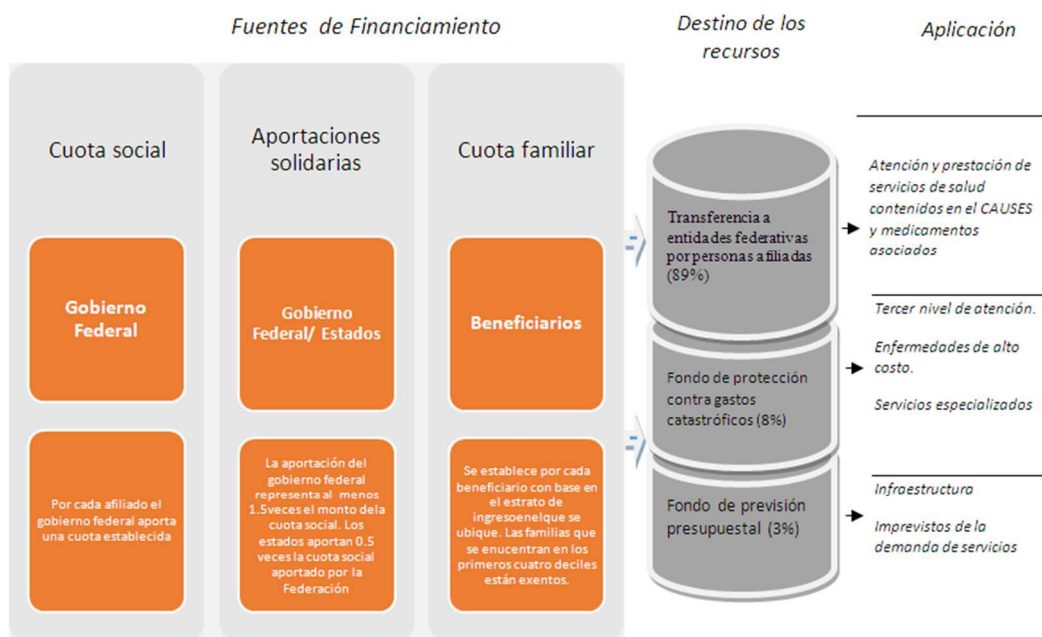 Fuentes de Financiamiento
Destino de los
recursos
Aplicación
Cuota social
Gobierno
Federal
Por cada afiliado el
gobierno federal aporta
una cuota establecida
Aportaciones
solidarias
Gobierno
Federal/ Estados
La aportación del
gobierno federal
representa al menos
1.5veces el monto dela
cuota social. Los
estados aportan 0.5
veces la cuota social
aportado por la
Federación
Cuota familiar
Beneficiarios
Se establece por cada
beneficiario con base en
el estrato de
ingresoenelque se
ubique. Las familias que
se enucentran en los
primeros cuatro deciles
están exentos.
Transferencia a
entidades federativas
por personas afiliadas
(89%)
Fondo de protección
contra gastos
catastróficos (8%)
Fondo de previsión
presupuestal (3%)
Atención y prestación de
servicios de salud
contenidos en el CAUSES
y medicamentos
asociados
Tercer nivel de atención.
Enfermedades de alto
costo.
Servicios especializados
Infraestructura
Imprevistos de la
demanda de servicios